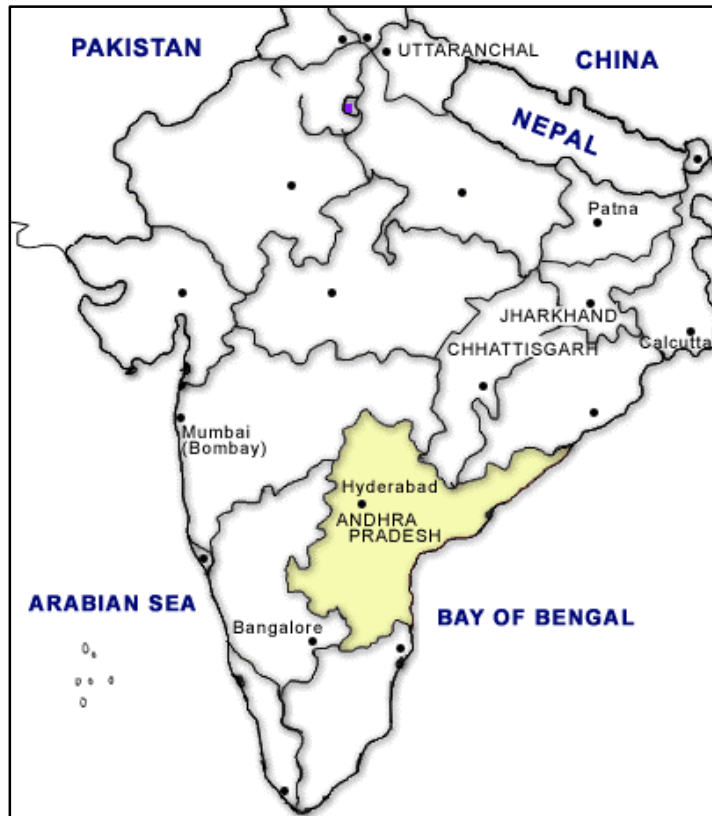 PAKISTAN
UTTARANCHAL
CHINA
NEPAL
Patna
JHARKHAND
CHHATTISGARH
Calcutta
Mumbai
(Bombay)
Hyderabad
ANDHRA
PRADESH
ARABIAN SEA
BAY OF BENGAL
Bangalore